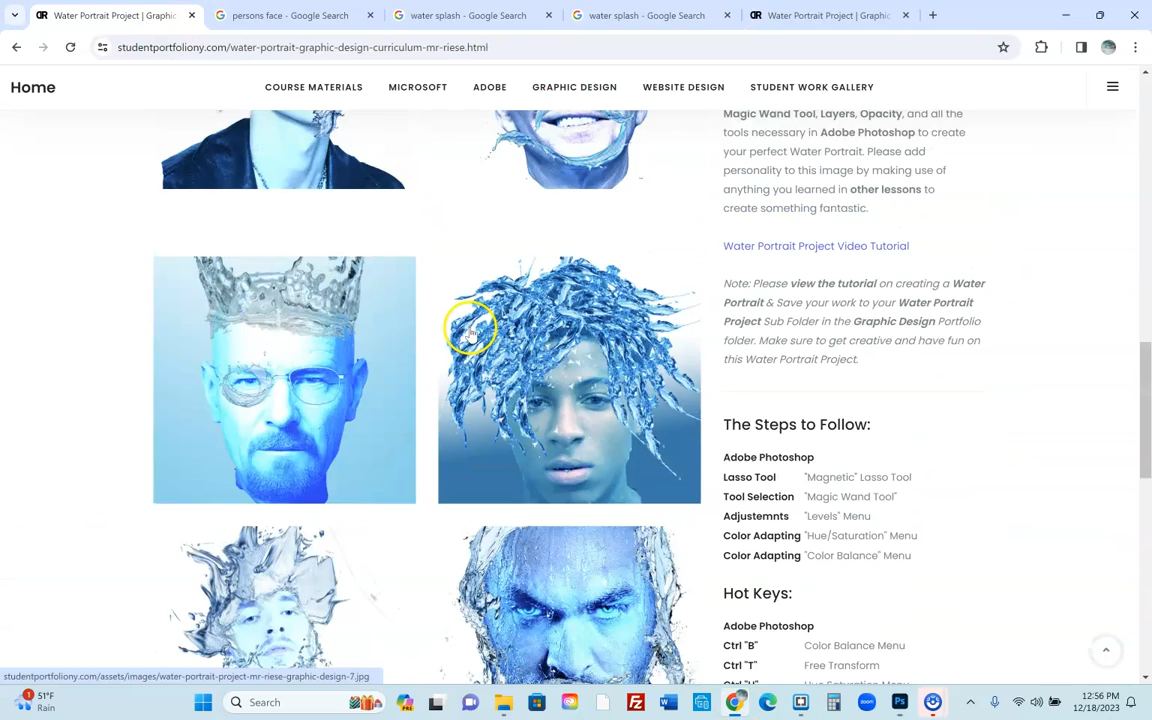 Water Portrait Project | Graphic
persons face - Google Search
water splash - Google Search
water splash - Google Search
Water Portrait Project | Graphic
studentportfoliony.com/water-portrait-graphic-design-curriculum-mr-riese.html
Home
COURSE MATERIALS
MICROSOFT
ADOBE
GRAPHIC DESIGN
WEBSITE DESIGN
STUDENT WORK GALLERY
Magic Wand Tool, Layers, Opacity, and all the
tools necessary in Adobe Photoshop to create
your perfect Water Portrait. Please add
personality to this image by making use of
anything you learned in other lessons to
create something fantastic.
Water Portrait Project Video Tutorial
Note: Please view the tutorial on creating a Water
Portrait & Save your work to your Water Portrait
Project Sub Folder in the Graphic Design Portfolio
folder. Make sure to get creative and have fun on
this Water Portrait Project.
The Steps to Follow:
Adobe Photoshop
Lasso Tool "Magnetic" Lasso Tool
Tool Selection "Magic Wand Tool"
Adjustemnts "Levels" Menu
Color Adapting "Hue/Saturation" Menu
Color Adapting "Color Balance" Menu
Hot Keys:
Adobe Photoshop
Ctrl "B" Color Balance Menu
Ctrl "T" Free Transform
studentportfoliony.com/assets/images/water-portrait-project-mr-riese-graphic-design-7.jpg
51°F
Rain
Search
12:56 PM
12/18/2023